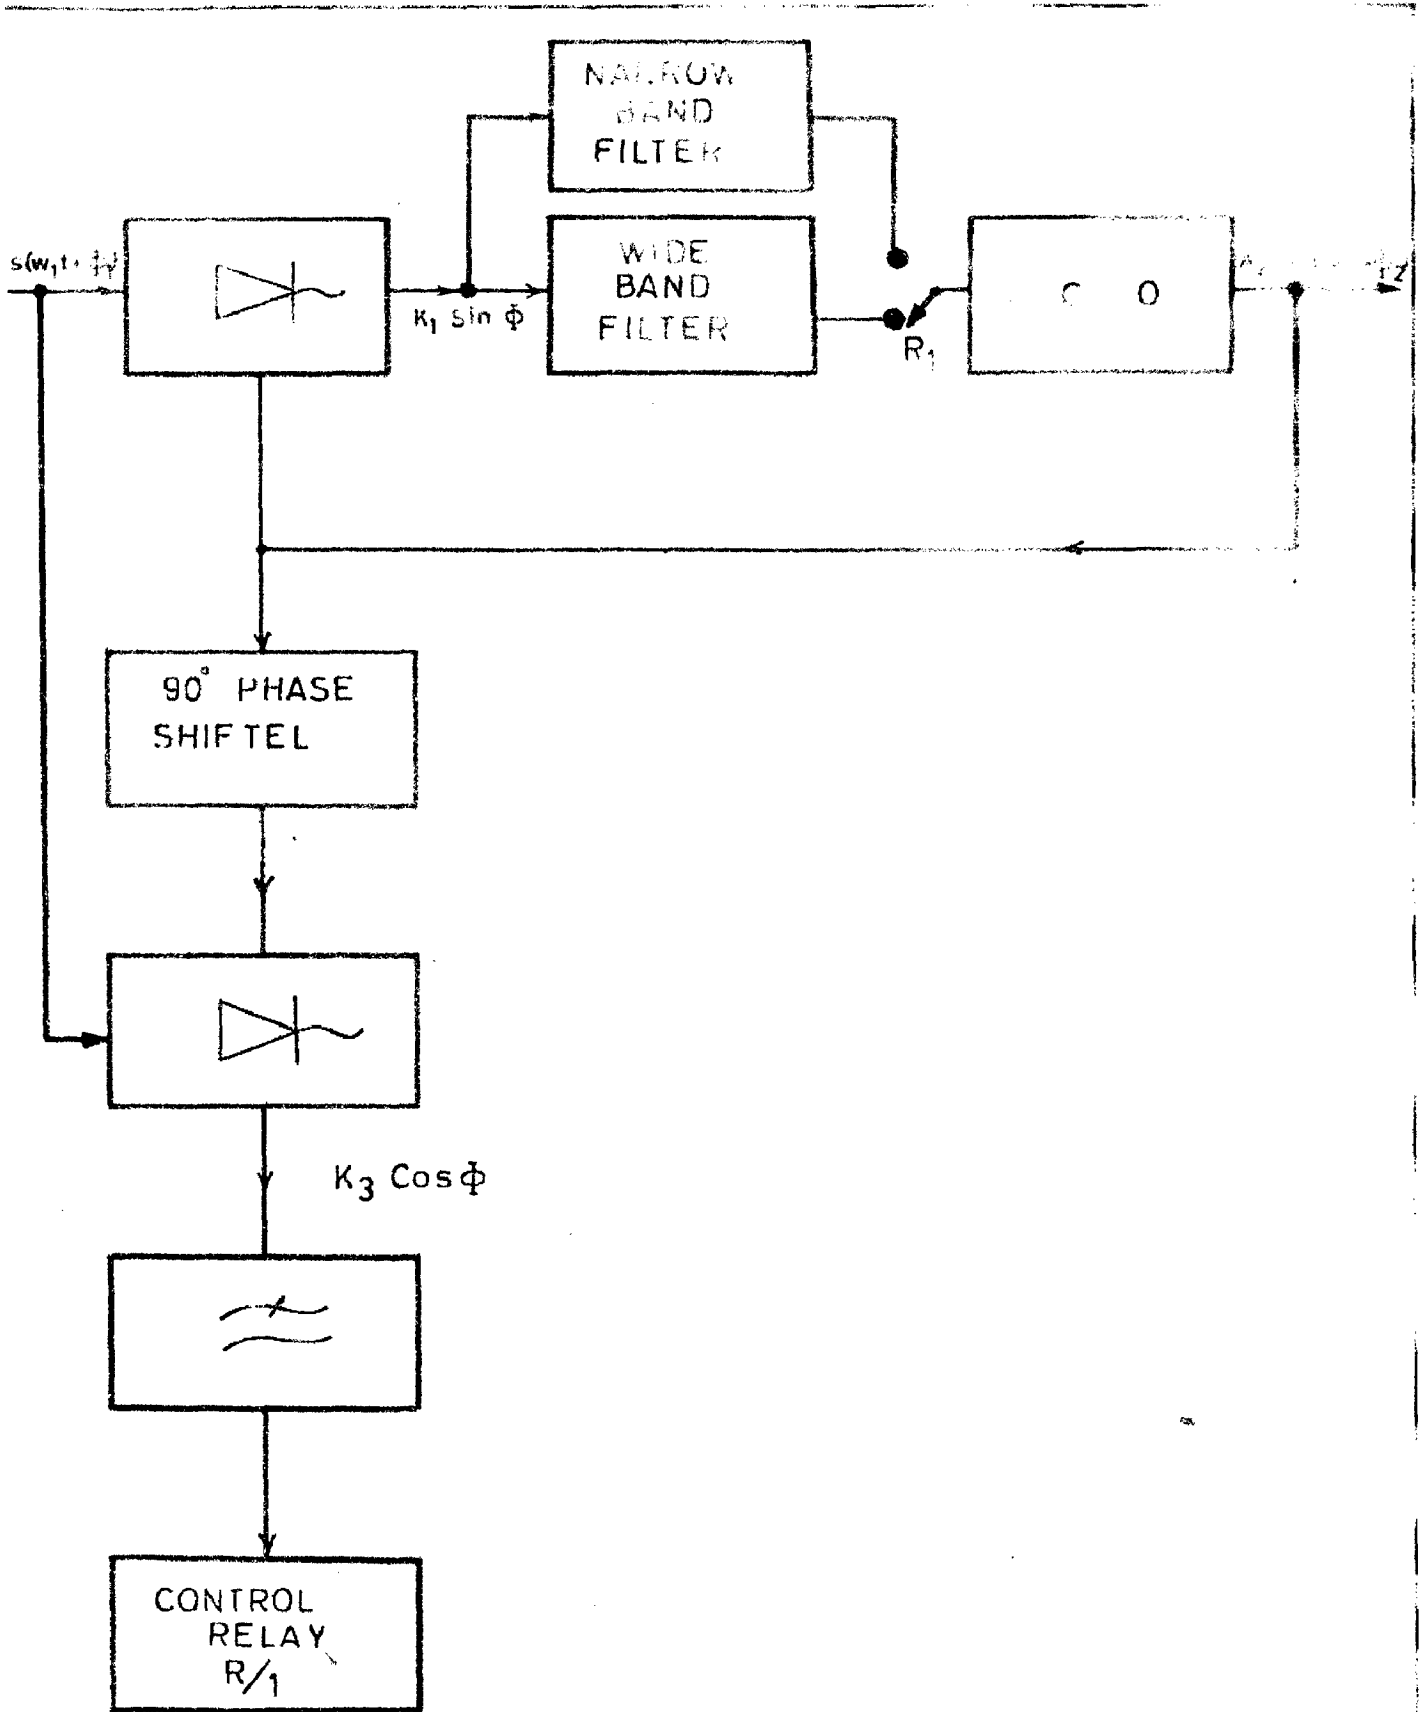 NARROW
BAND
FILTER
WIDE
BAND
FILTER
K₁ sin Φ
R₁
C O
90° PHASE
SHIFTEL
K₃ Cos Φ
CONTROL
RELAY
R/1